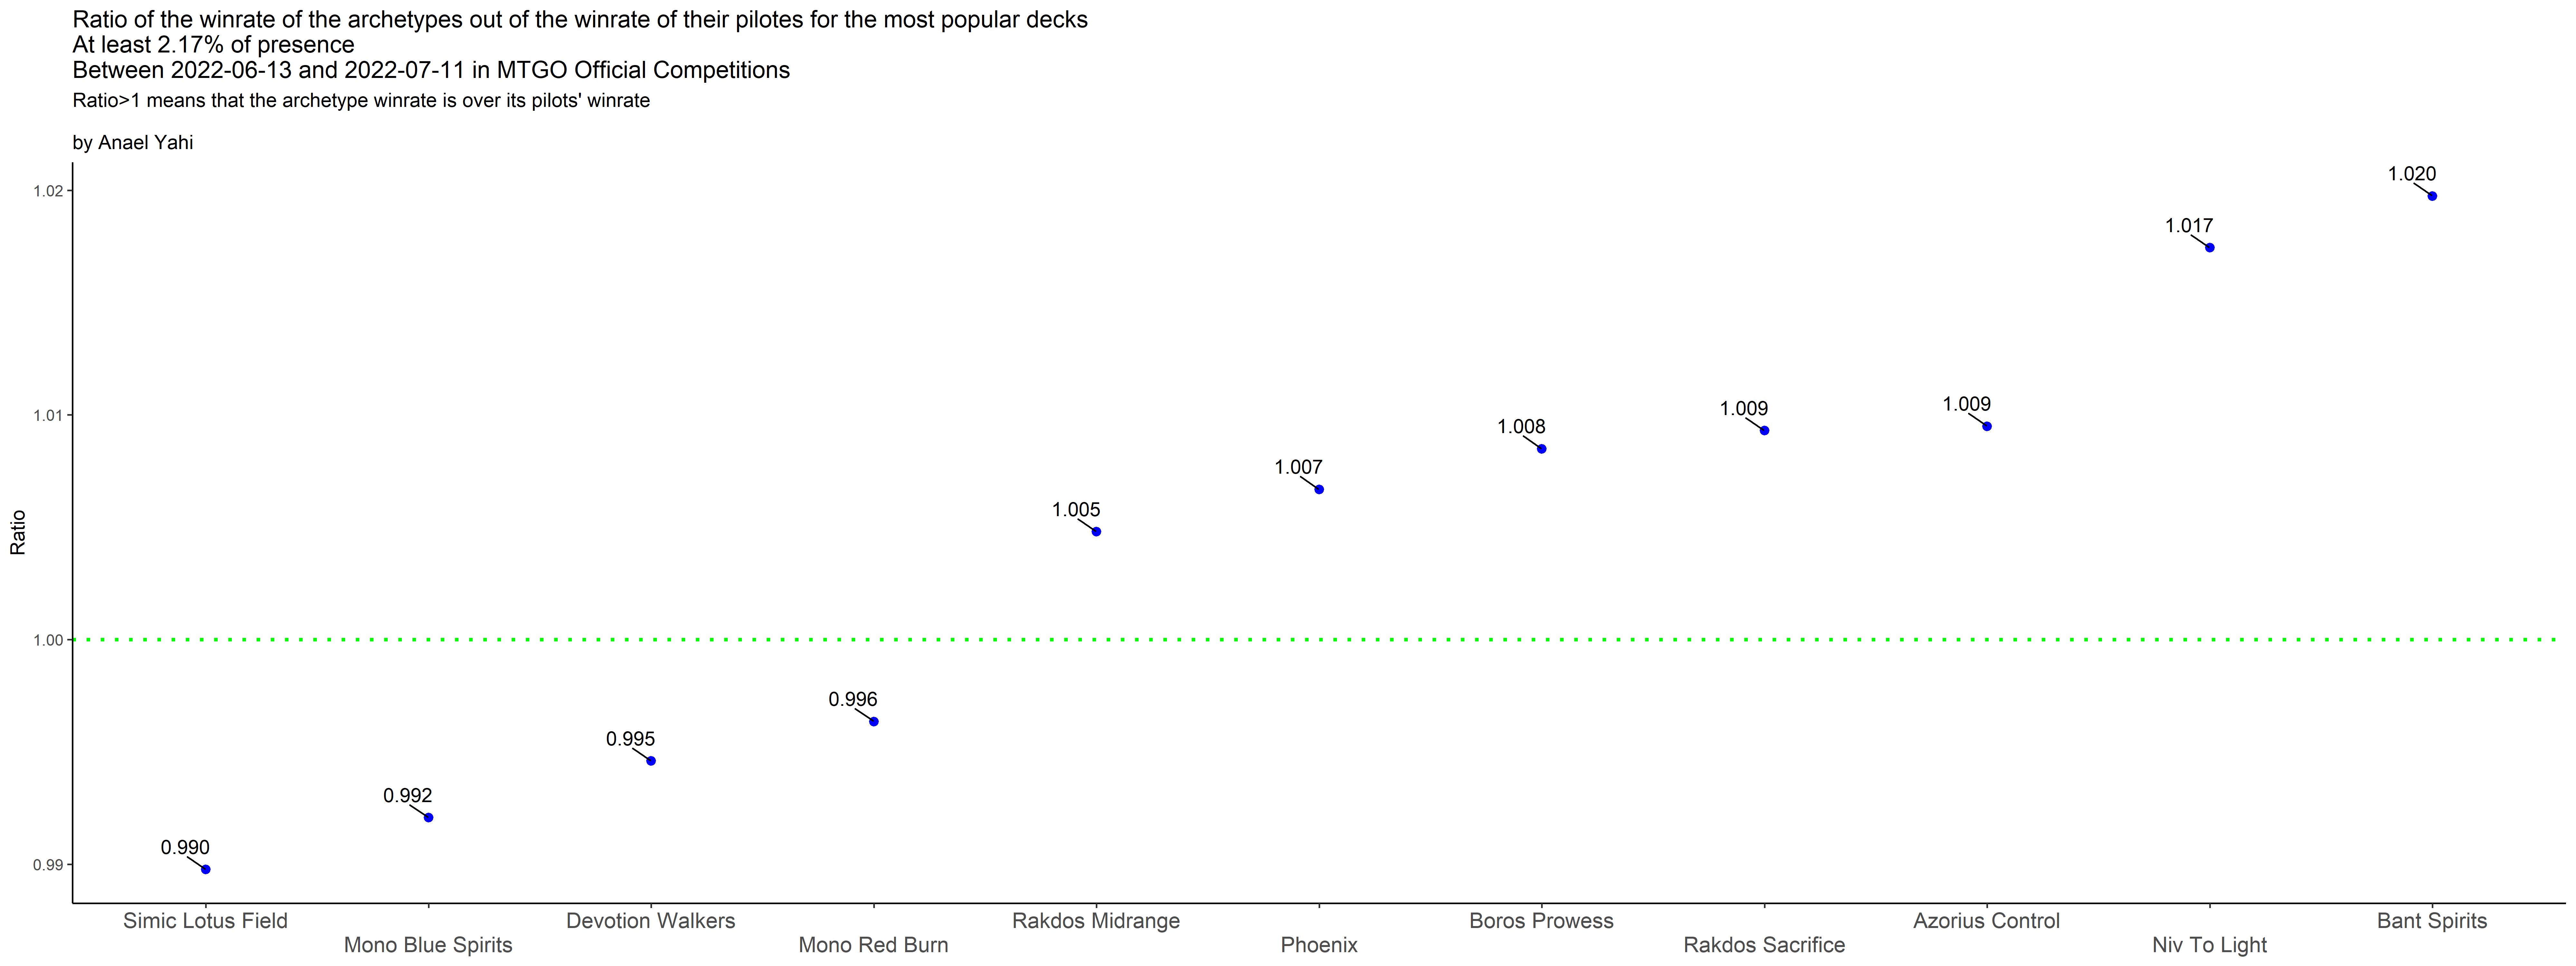 Ratio of the winrate of the archetypes out of the winrate of their pilotes for the most popular decks
At least 2.17% of presence
Between 2022-06-13 and 2022-07-11 in MTGO Official Competitions
Ratio>1 means that the archetype winrate is over its pilots' winrate
by Anael Yahi
1.02
1.01
1.00
0.99
Ratio
0.990
0.992
0.995
0.996
1.005
1.007
1.008
1.009
1.009
1.017
1.020
Simic Lotus Field
Mono Blue Spirits
Devotion Walkers
Mono Red Burn
Rakdos Midrange
Phoenix
Boros Prowess
Rakdos Sacrifice
Azorius Control
Niv To Light
Bant Spirits